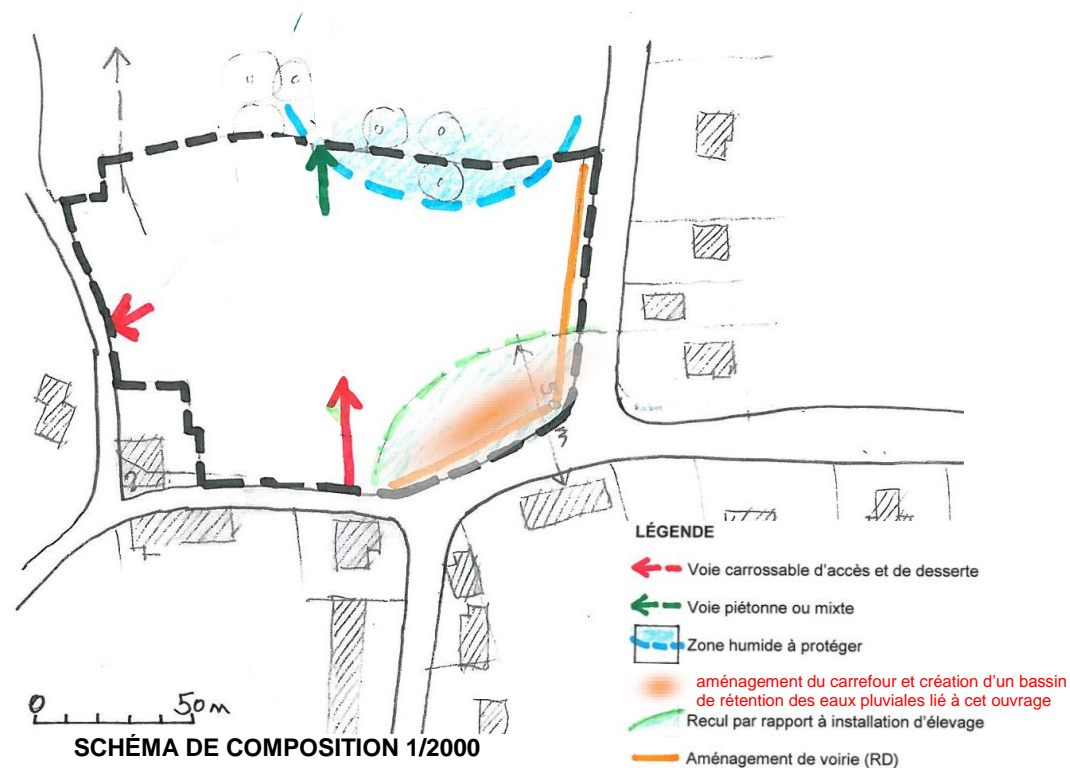 50 m
LÉGENDE
Voie carrossable d'accès et de desserte
Voie piétonne ou mixte
Zone humide à protéger
aménagement du carrefour et création d'un bassin
de rétention des eaux pluviales lié à cet ouvrage
Recul par rapport à installation d'élevage
Aménagement de voirie (RD)
0 50m
SCHÉMA DE COMPOSITION 1/2000